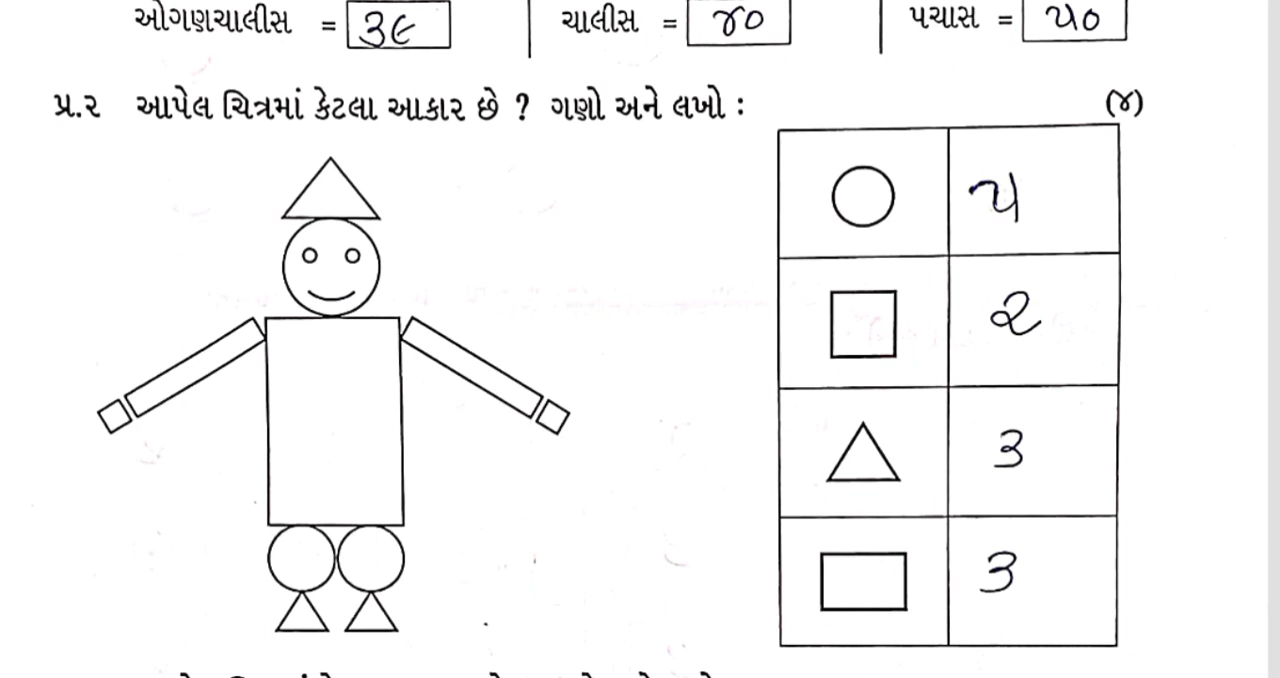 ઓગણચાલીસ = ૩૯ ચાલીસ = ૪૦ પચાસ = ૫૦
પ્ર.૨ આપેલ ચિત્રમાં કેટલા આકાર છે ? ગણો અને લખો : (૪)
૫
૨
૩
૩